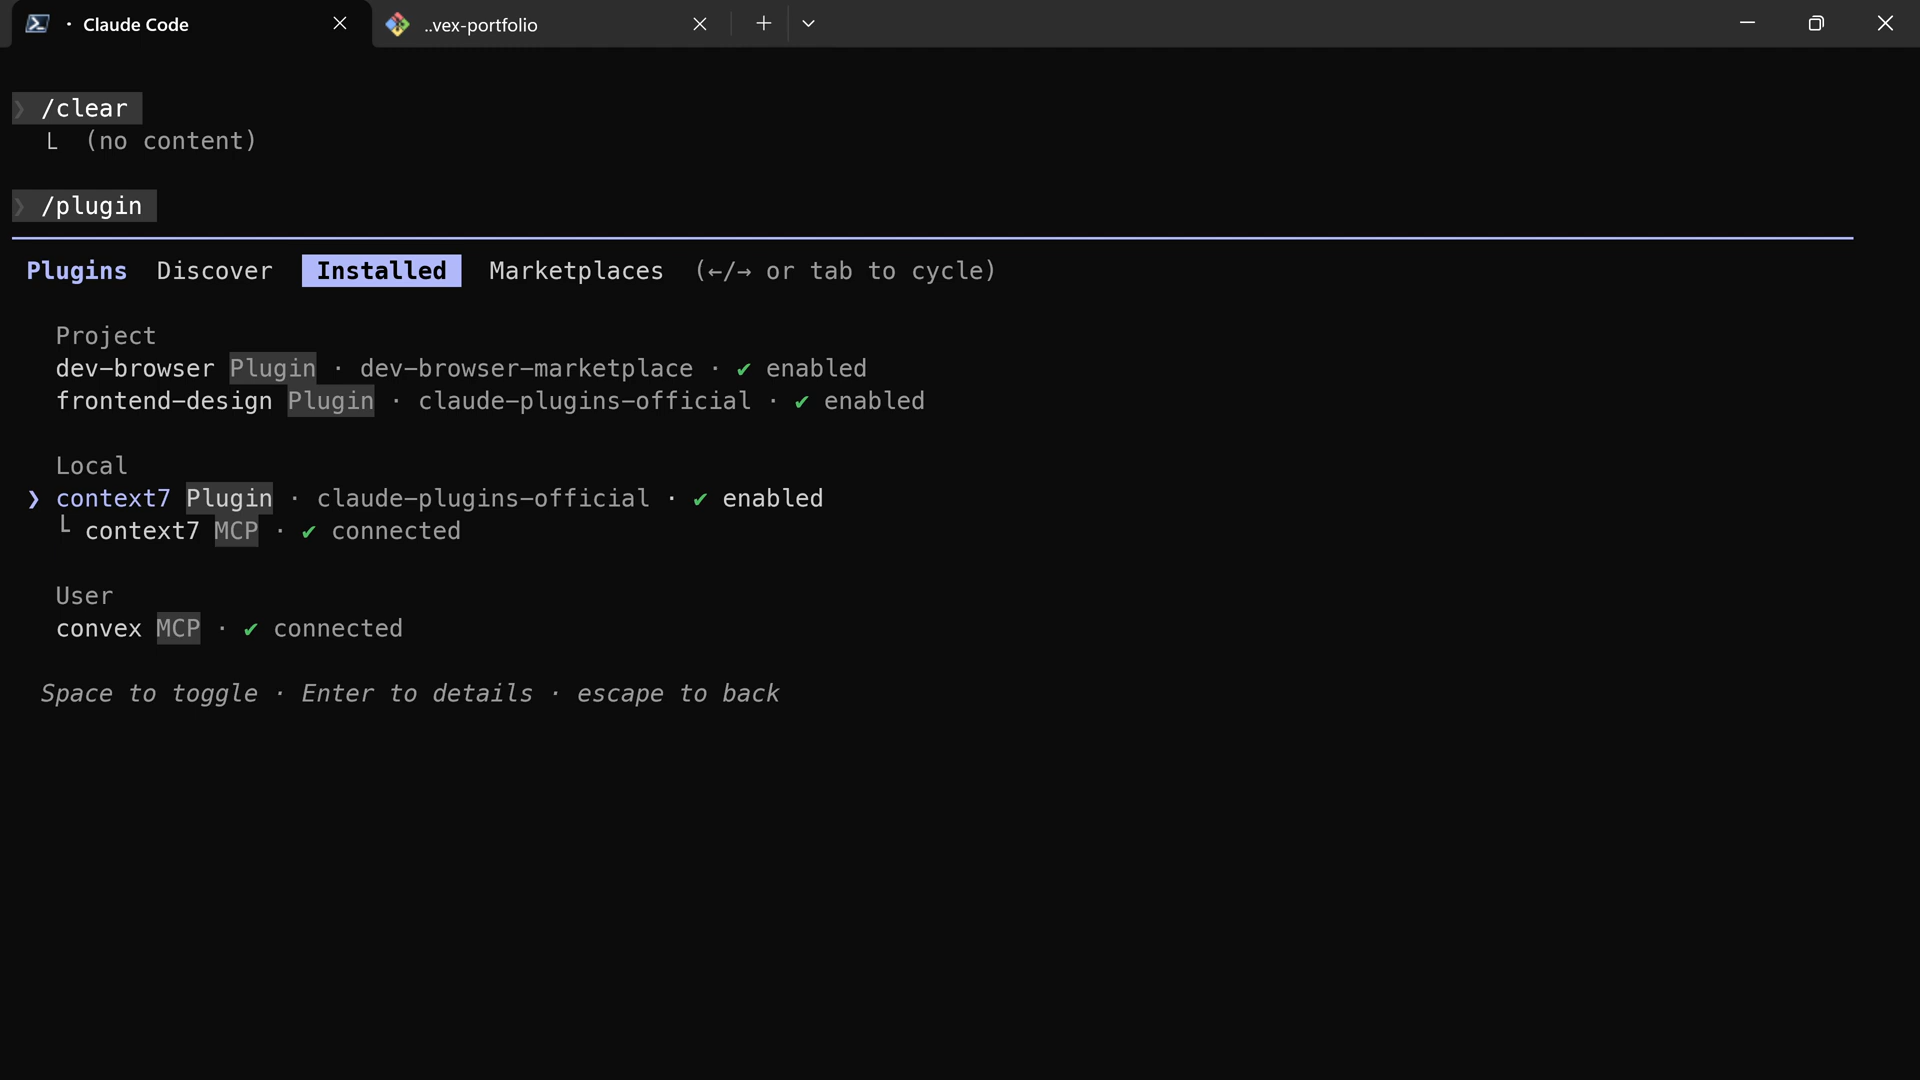 · Claude Code
..vex-portfolio
❯ /clear
└ (no content)
❯ /plugin
Plugins Discover Installed Marketplaces (←/→ or tab to cycle)
Project
dev-browser Plugin · dev-browser-marketplace · ✔ enabled
frontend-design Plugin · claude-plugins-official · ✔ enabled
Local
❯ context7 Plugin · claude-plugins-official · ✔ enabled
└ context7 MCP · ✔ connected
User
convex MCP · ✔ connected
Space to toggle · Enter to details · escape to back